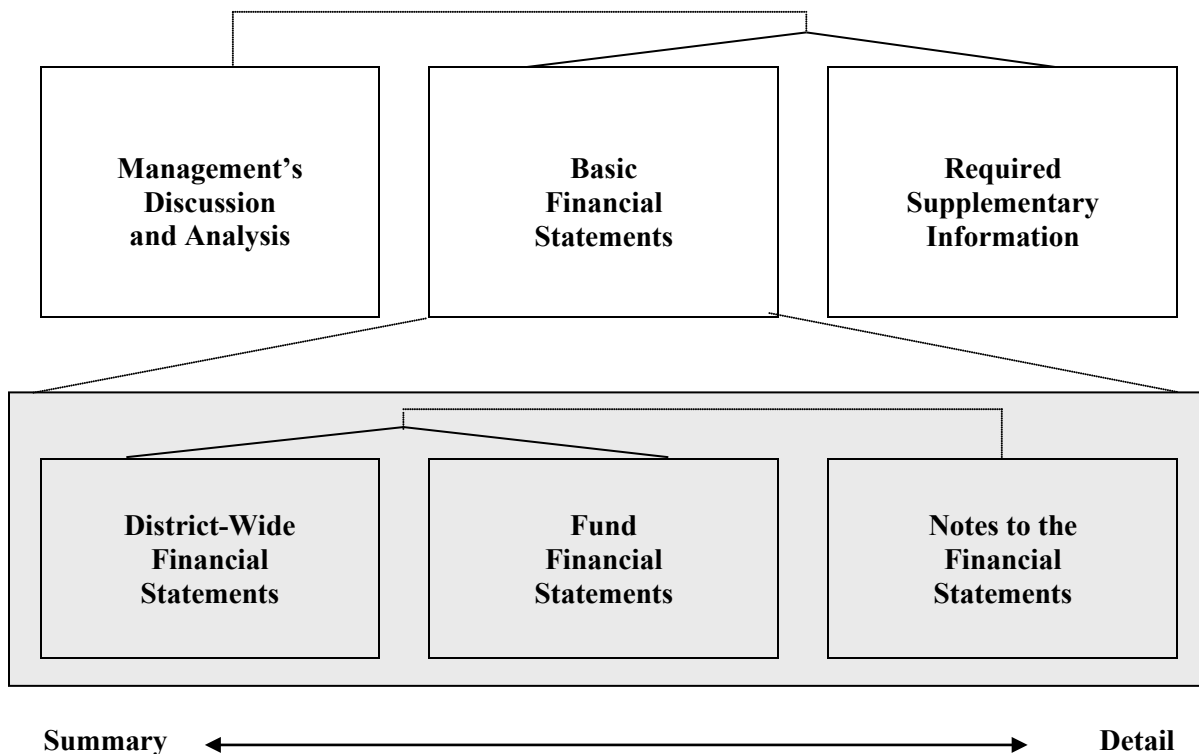 Management’s
Discussion
and Analysis
Basic
Financial
Statements
Required
Supplementary
Information
District-Wide
Financial
Statements
Fund
Financial
Statements
Notes to the
Financial
Statements
Summary
Detail